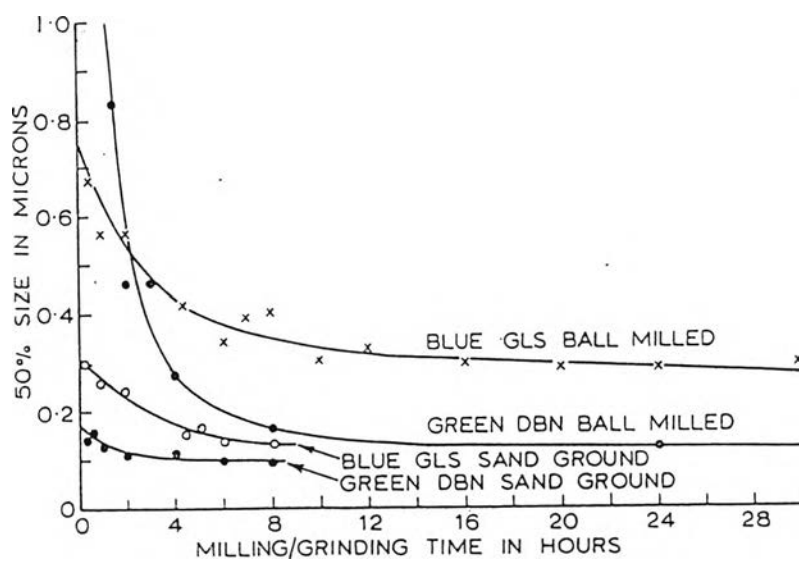 1·0
0·8
0·6
0·4
0·2
0
50% SIZE IN MICRONS
BLUE GLS BALL MILLED
GREEN DBN BALL MILLED
BLUE GLS SAND GROUND
GREEN DBN SAND GROUND
0 4 8 12 16 20 24 28
MILLING/GRINDING TIME IN HOURS